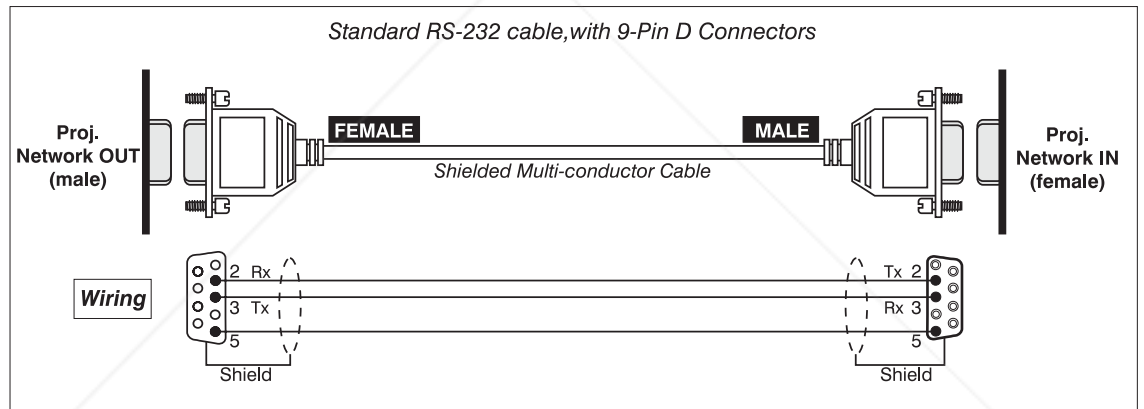 Standard RS-232 cable,with 9-Pin D Connectors
Proj.
Network OUT
(male)
FEMALE
MALE
Shielded Multi-conductor Cable
Proj.
Network IN
(female)
Wiring
2 Rx
Tx 2
3 Tx
Rx 3
5
5
Shield
Shield